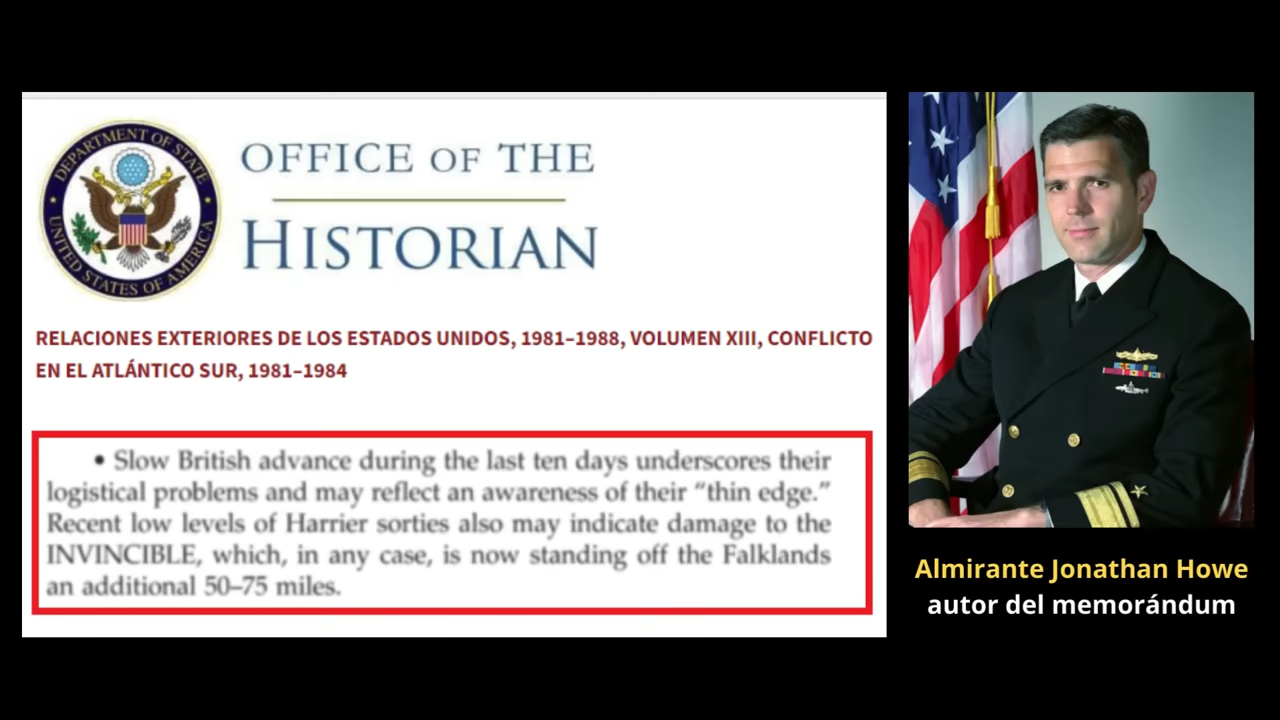 DEPARTMENT OF STATE
UNITED STATES OF AMERICA
OFFICE OF THE
HISTORIAN
RELACIONES EXTERIORES DE LOS ESTADOS UNIDOS, 1981–1988, VOLUMEN XIII, CONFLICTO
EN EL ATLÁNTICO SUR, 1981–1984
• Slow British advance during the last ten days underscores their
logistical problems and may reflect an awareness of their “thin edge.”
Recent low levels of Harrier sorties also may indicate damage to the
INVINCIBLE, which, in any case, is now standing off the Falklands
an additional 50–75 miles.
Almirante Jonathan Howe
autor del memorándum